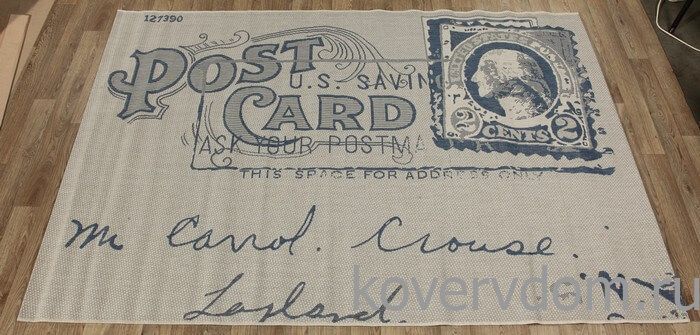 127390
POST
U.S. SAVIN
CARD
ASK YOUR POSTMA
2 CENTS 2
THIS SPACE FOR ADDRESS ONLY
Mr Carrol. Crouse.
kovervdom.ru